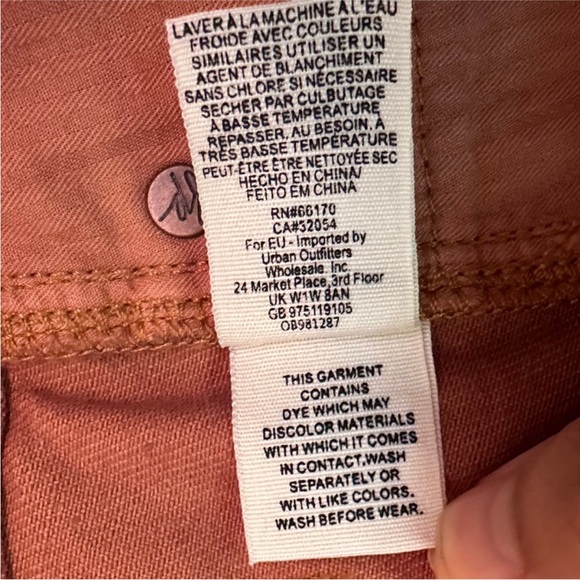 LAVER À LA MACHINE À L'EAU
FROIDE AVEC COULEURS
SIMILAIRES UTILISER UN
AGENT DE BLANCHIMENT
SANS CHLORE SI NÉCESSAIRE
SECHER PAR CULBUTAGE
À BASSE TEMPÉRATURE
REPASSER, AU BESOIN, À
TRÈS BASSE TEMPÉRATURE
PEUT-ÊTRE ÊTRE NETTOYÉE SEC
HECHO EN CHINA/
FEITO EM CHINA
RN#66170
CA#32054
For EU - Imported by
Urban Outfitters
Wholesale, Inc.
24 Market Place,3rd Floor
UK W1W 8AN
GB 975119105
OB981287
THIS GARMENT
CONTAINS
DYE WHICH MAY
DISCOLOR MATERIALS
WITH WHICH IT COMES
IN CONTACT.WASH
SEPARATELY OR
WITH LIKE COLORS.
WASH BEFORE WEAR.